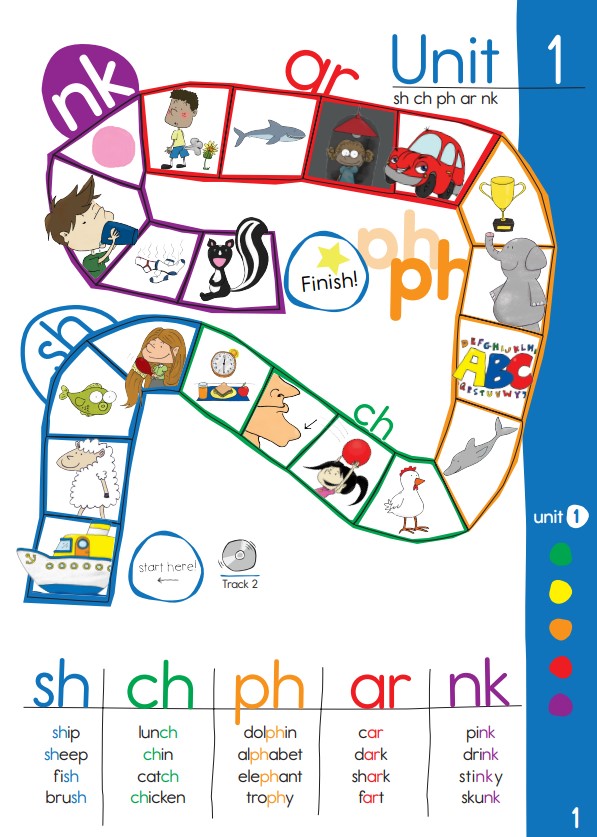 Unit 1
sh ch ph ar nk
nk
ar
ph
ph
Finish!
sh
ch
ABC
start here!
Track 2
unit 1
sh ch ph ar nk
ship lunch dolphin car pink
sheep chin alphabet dark drink
fish catch elephant shark stinky
brush chicken trophy fart skunk
1